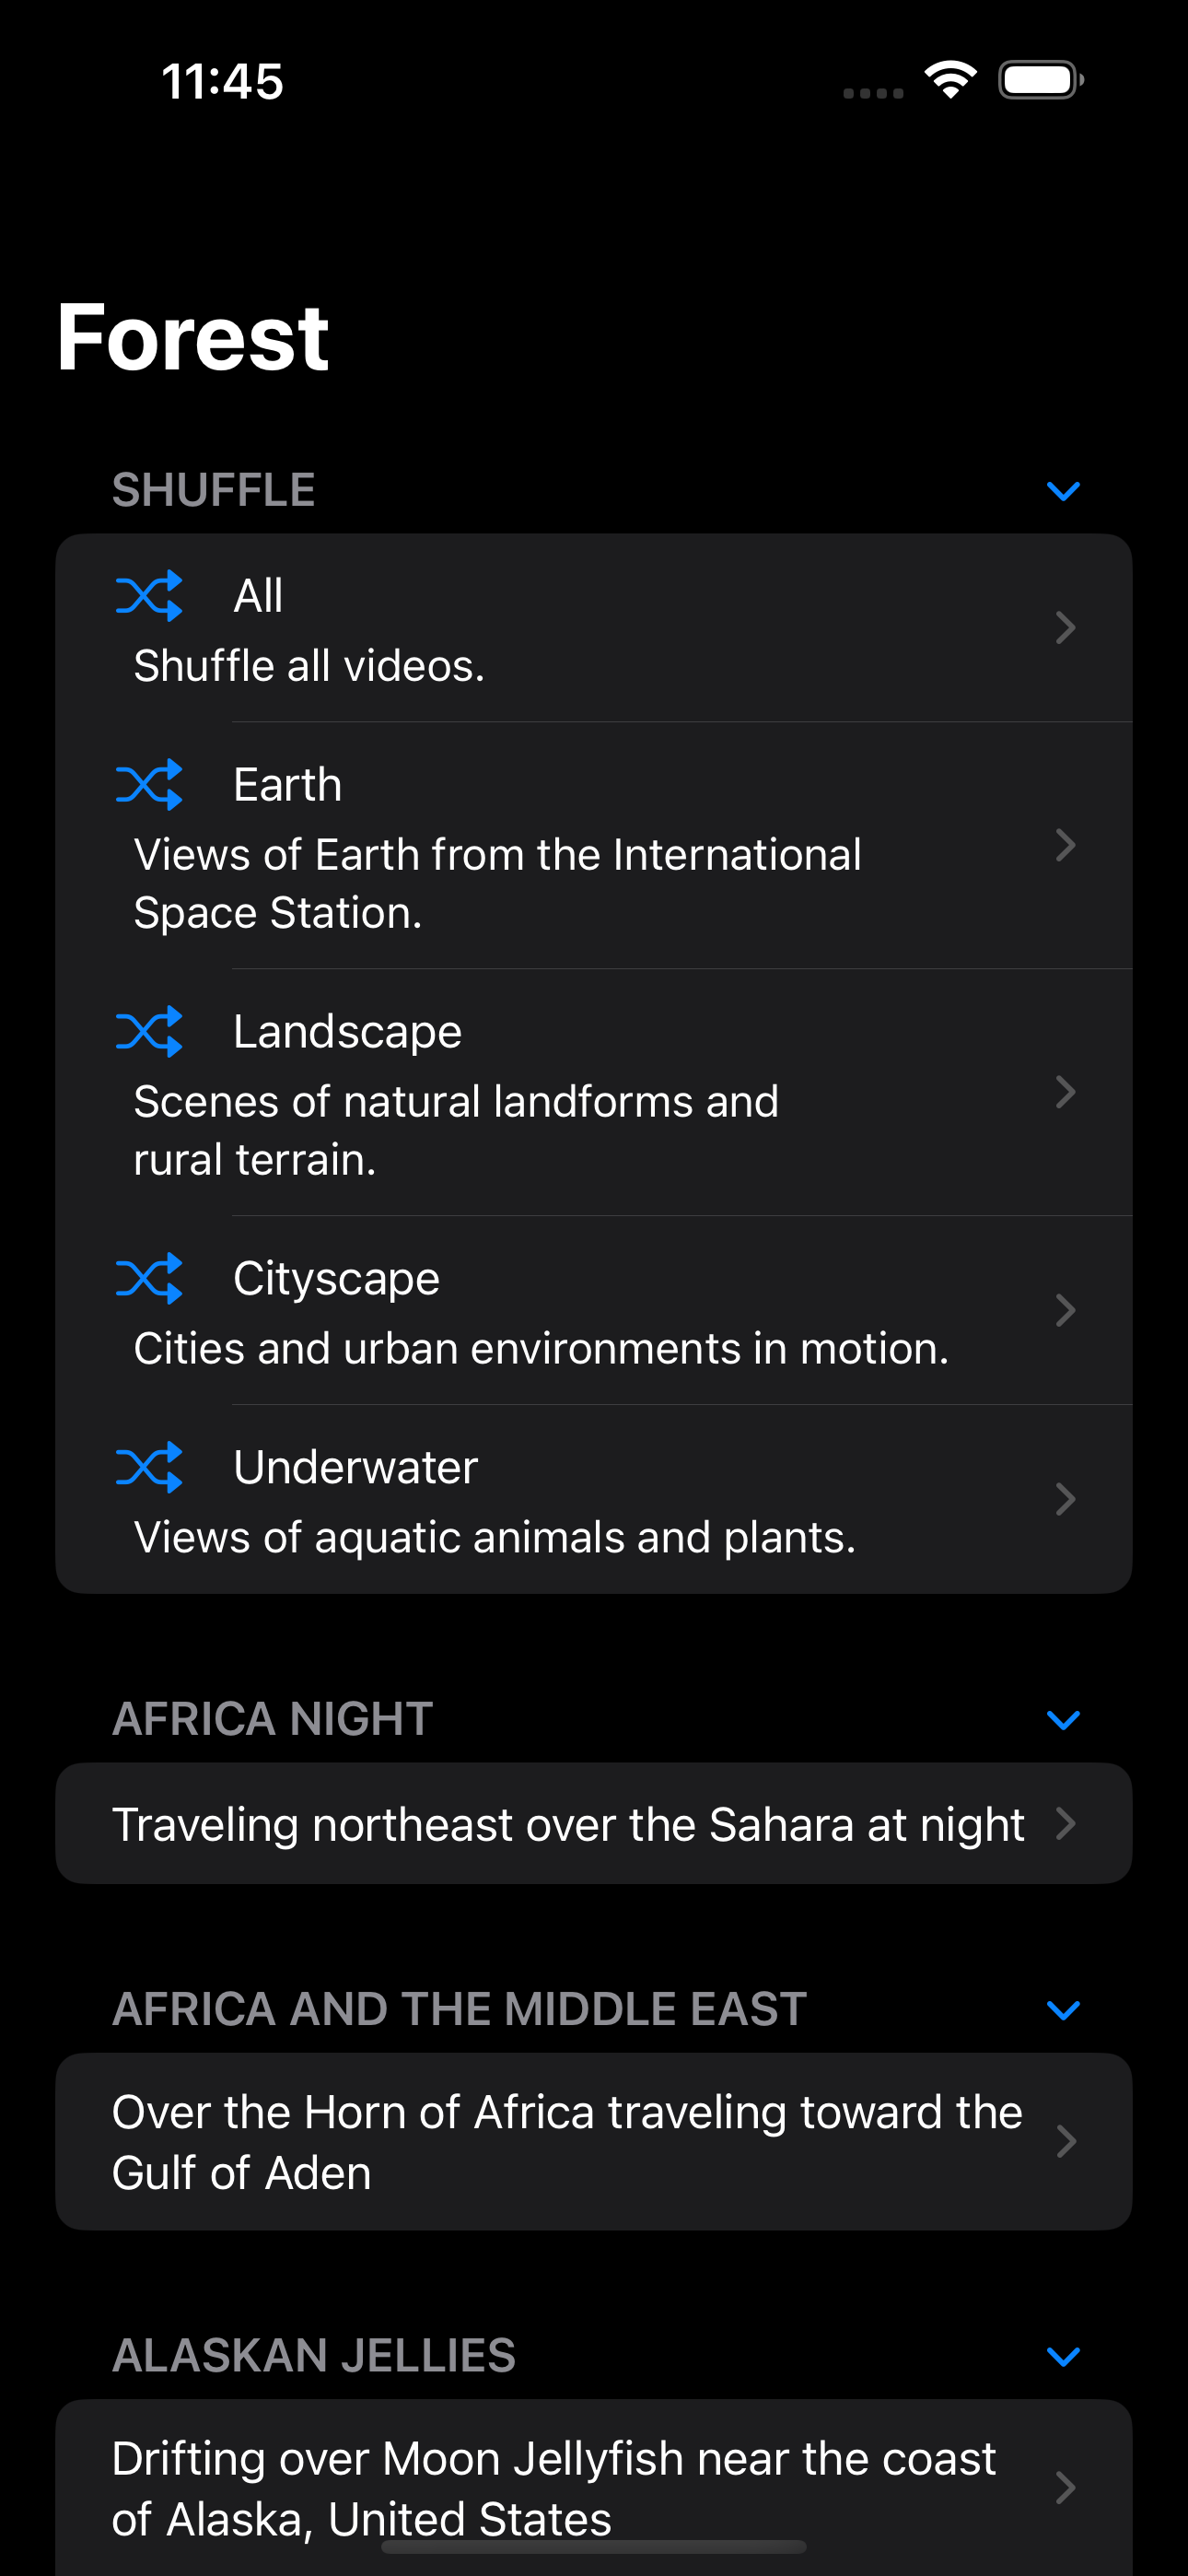 11:45
Forest
SHUFFLE
All
Shuffle all videos.
Earth
Views of Earth from the International
Space Station.
Landscape
Scenes of natural landforms and
rural terrain.
Cityscape
Cities and urban environments in motion.
Underwater
Views of aquatic animals and plants.
AFRICA NIGHT
Traveling northeast over the Sahara at night
AFRICA AND THE MIDDLE EAST
Over the Horn of Africa traveling toward the
Gulf of Aden
ALASKAN JELLIES
Drifting over Moon Jellyfish near the coast
of Alaska, United States